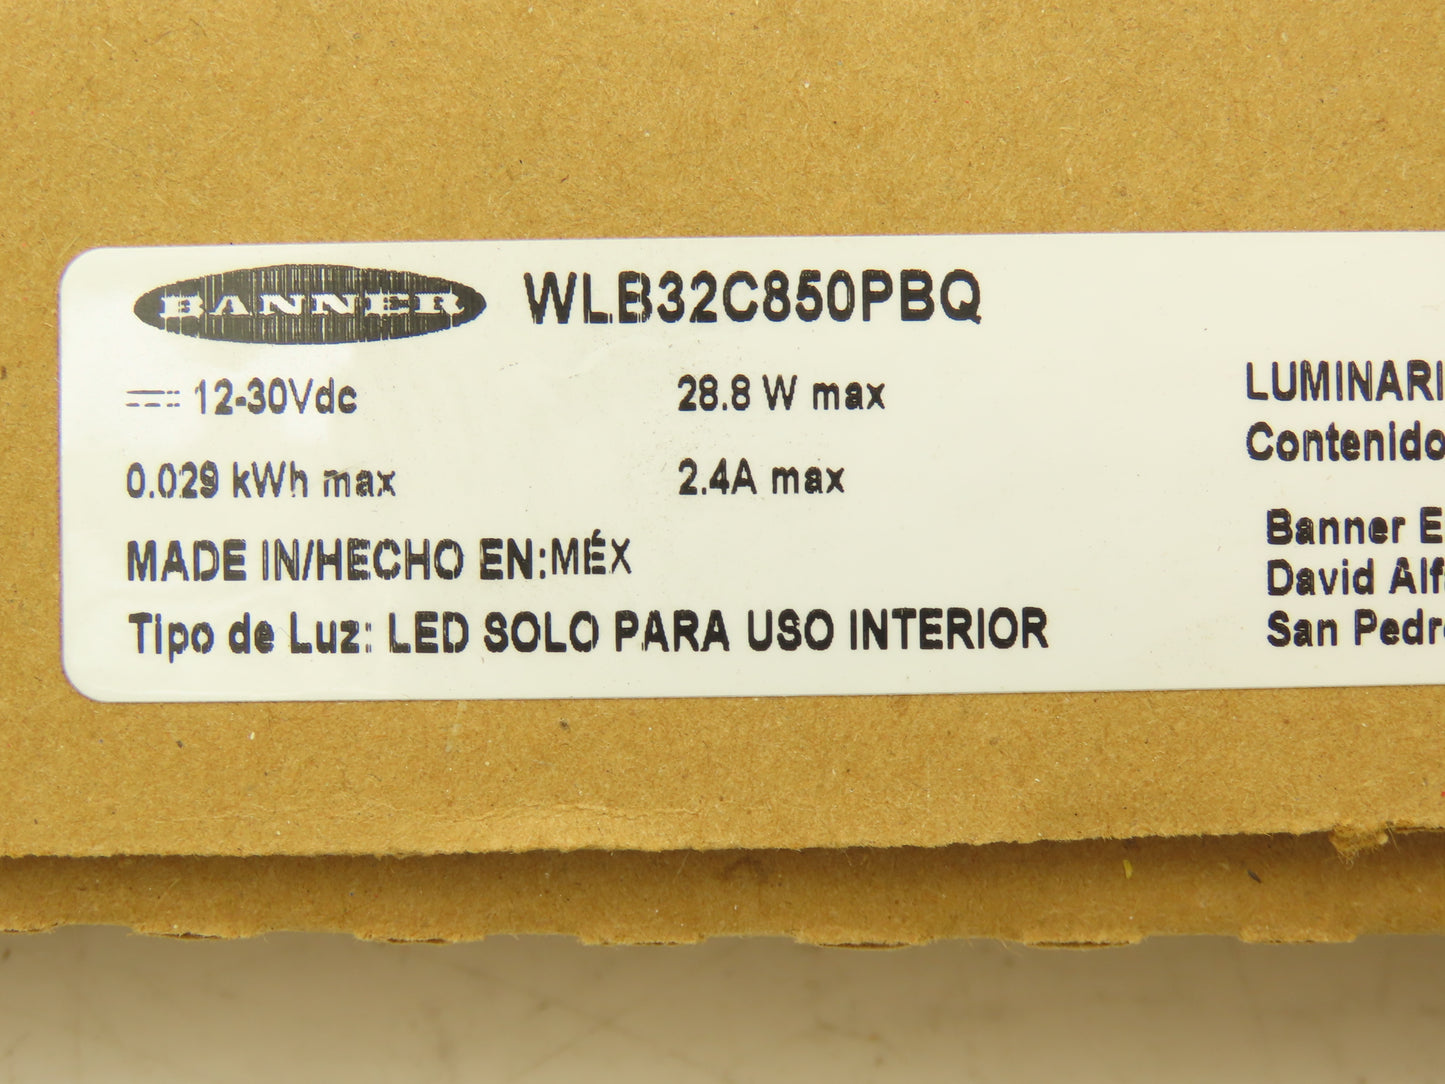 BANNER WLB32C850PBQ
12-30Vdc 28.8 W max
0.029 kWh max 2.4A max
MADE IN/HECHO EN:MÉX
Tipo de Luz: LED SOLO PARA USO INTERIOR
LUMINARI
Contenido
Banner E
David Alf
San Pedro